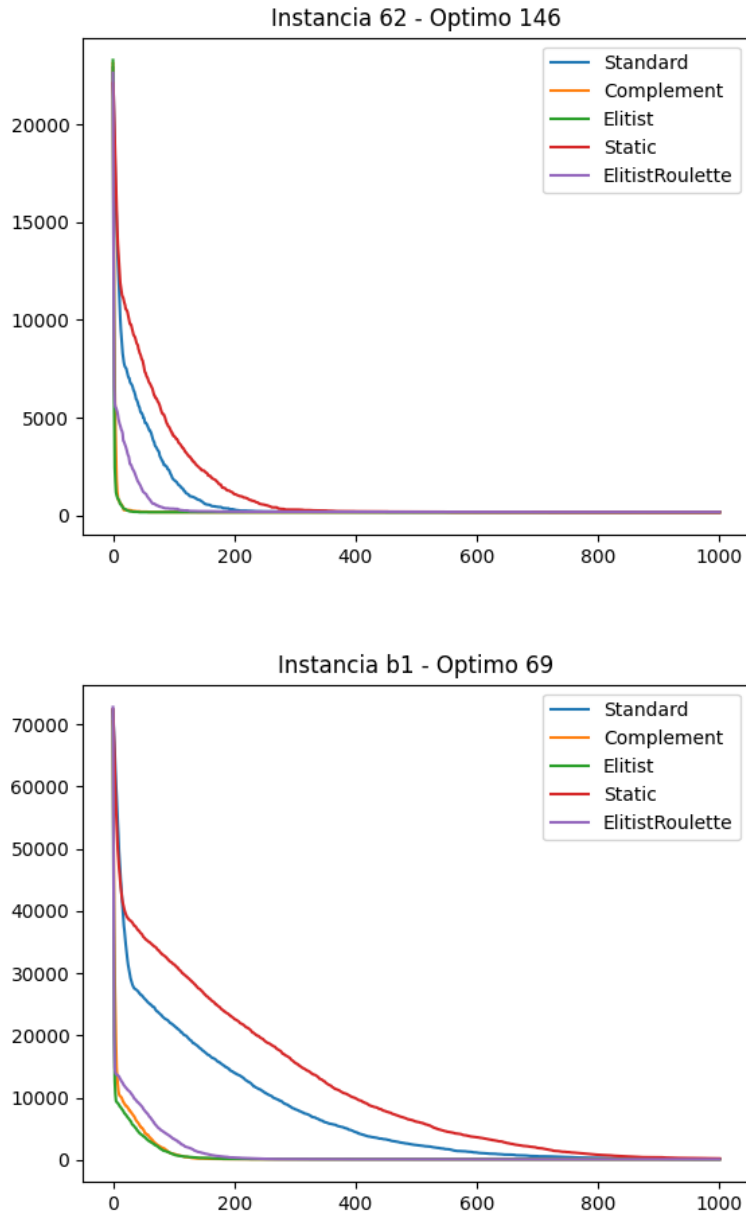 Instancia 62 - Optimo 146
Standard
Complement
Elitist
Static
ElitistRoulette
20000
15000
10000
5000
0
0 200 400 600 800 1000
Instancia b1 - Optimo 69
Standard
Complement
Elitist
Static
ElitistRoulette
70000
60000
50000
40000
30000
20000
10000
0
0 200 400 600 800 1000